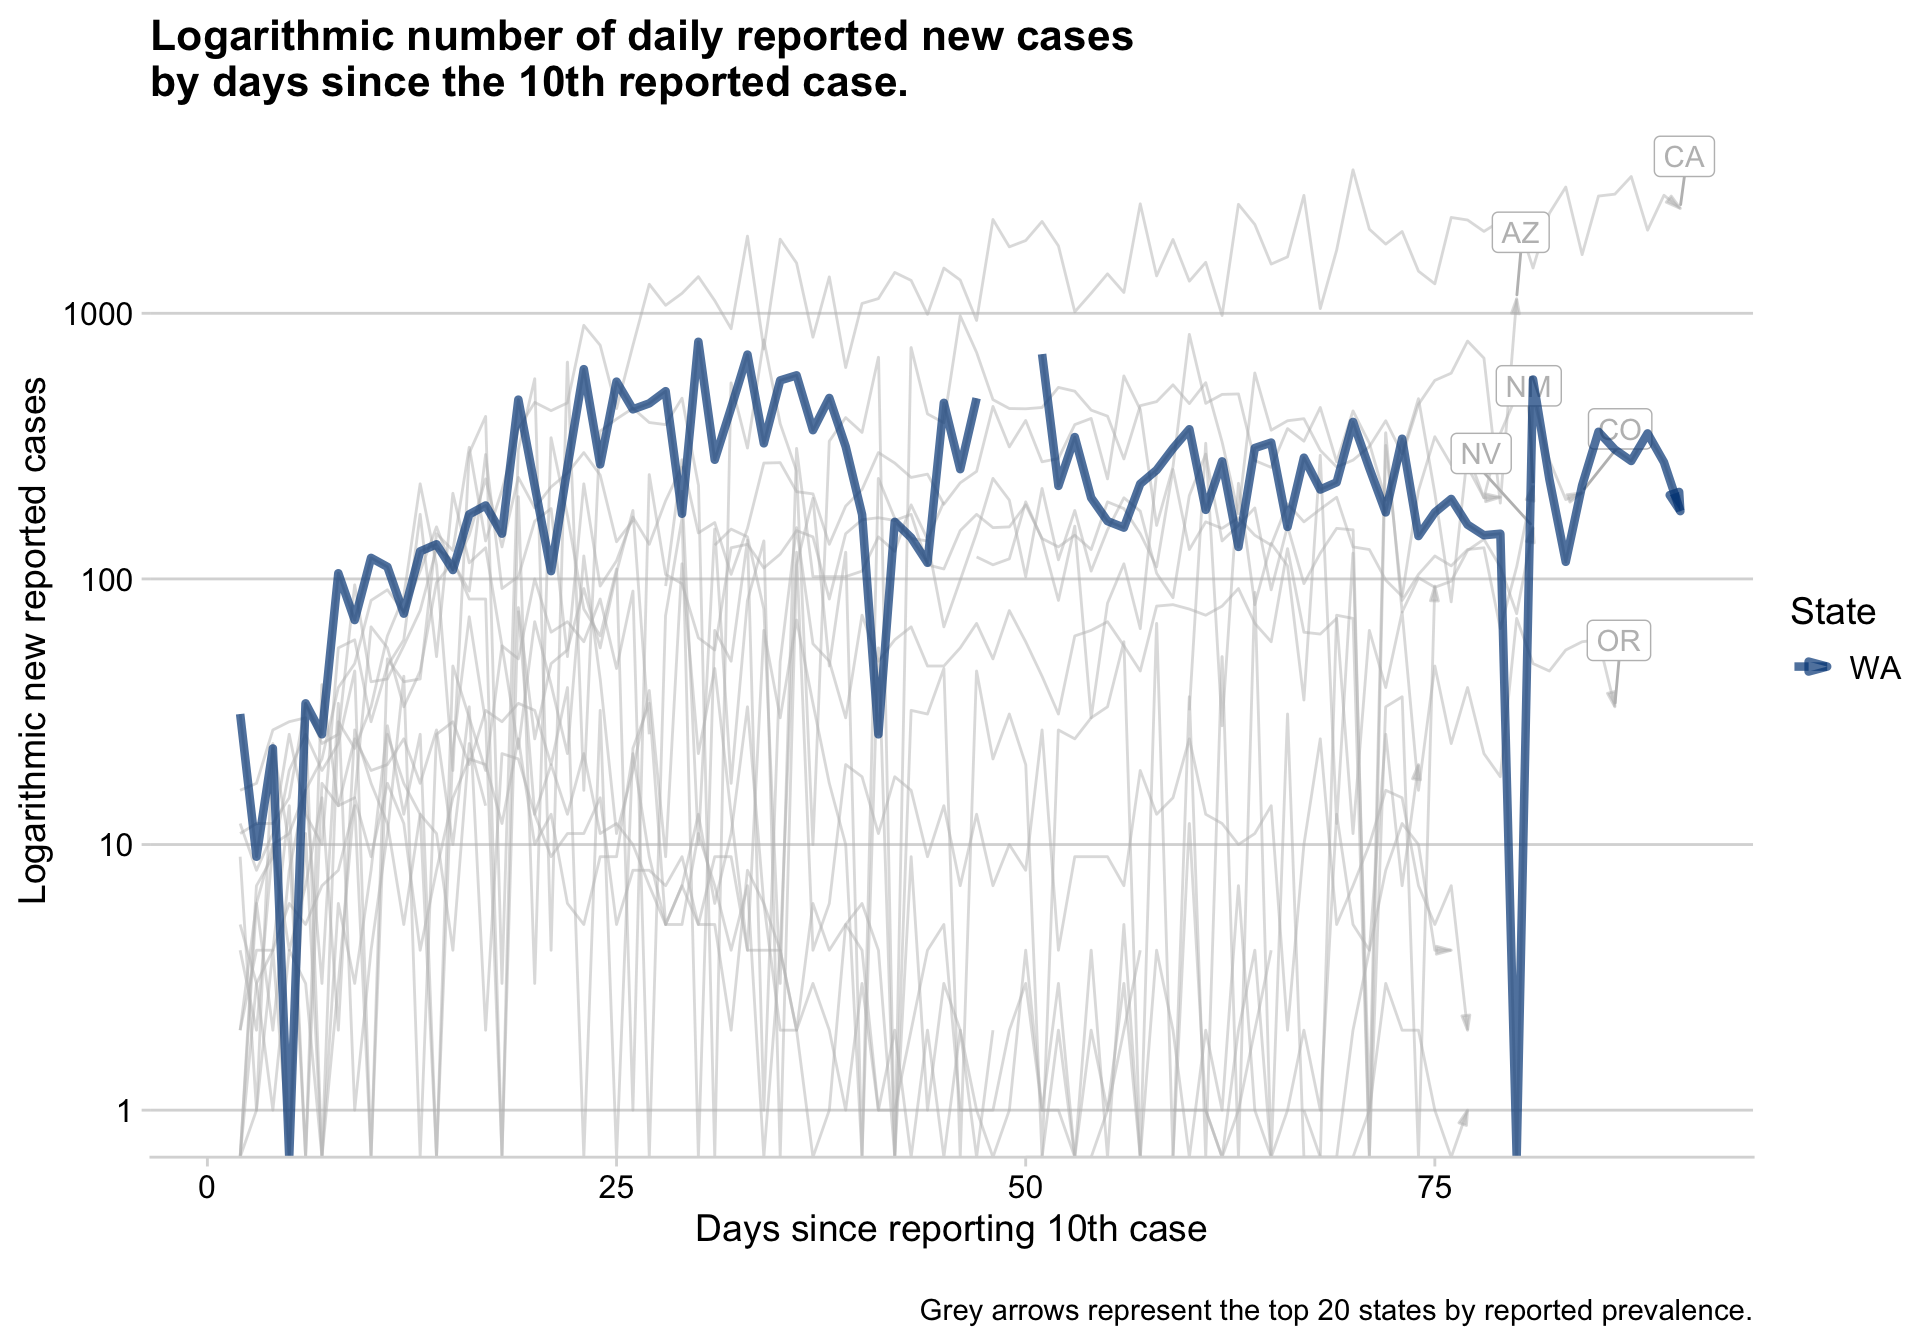 Logarithmic number of daily reported new cases
by days since the 10th reported case.
CA
AZ
1000
NM
CO
NV
100
OR
10
1
Logarithmic new reported cases
State
WA
0 25 50 75
Days since reporting 10th case
Grey arrows represent the top 20 states by reported prevalence.